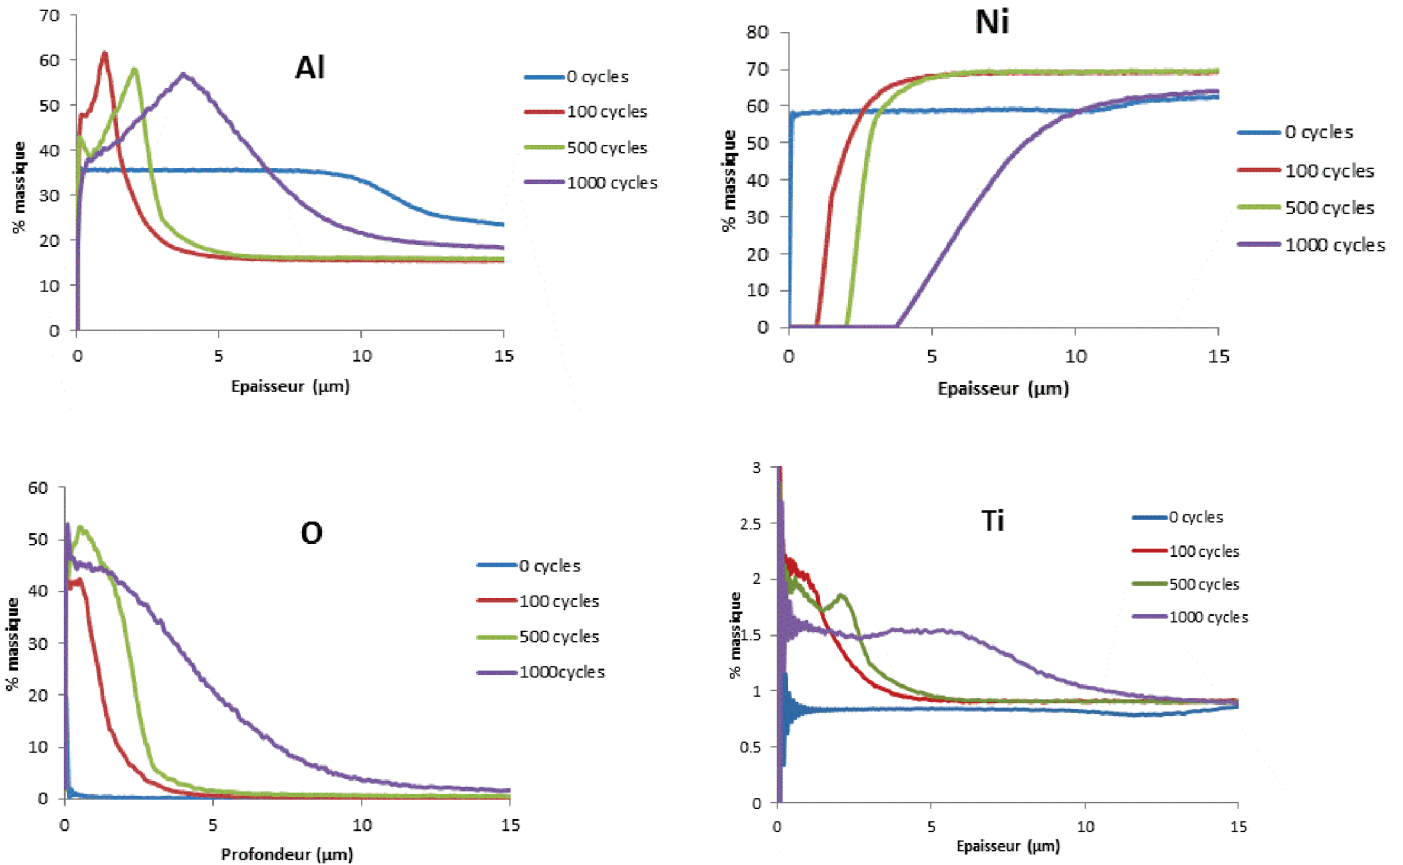 Al
% massique
70
60
50
40
30
20
10
0
0 5 10 15
Epaisseur (µm)
0 cycles
100 cycles
500 cycles
1000 cycles
Ni
% massique
80
70
60
50
40
30
20
10
0
0 5 10 15
Epaisseur (µm)
0 cycles
100 cycles
500 cycles
1000 cycles
O
% massique
60
50
40
30
20
10
0
0 5 10 15
Profondeur (µm)
0 cycles
100 cycles
500 cycles
1000cycles
Ti
% massique
3
2.5
2
1.5
1
0.5
0
0 5 10 15
Epaisseur (µm)
0 cycles
100 cycles
500 cycles
1000 cycles